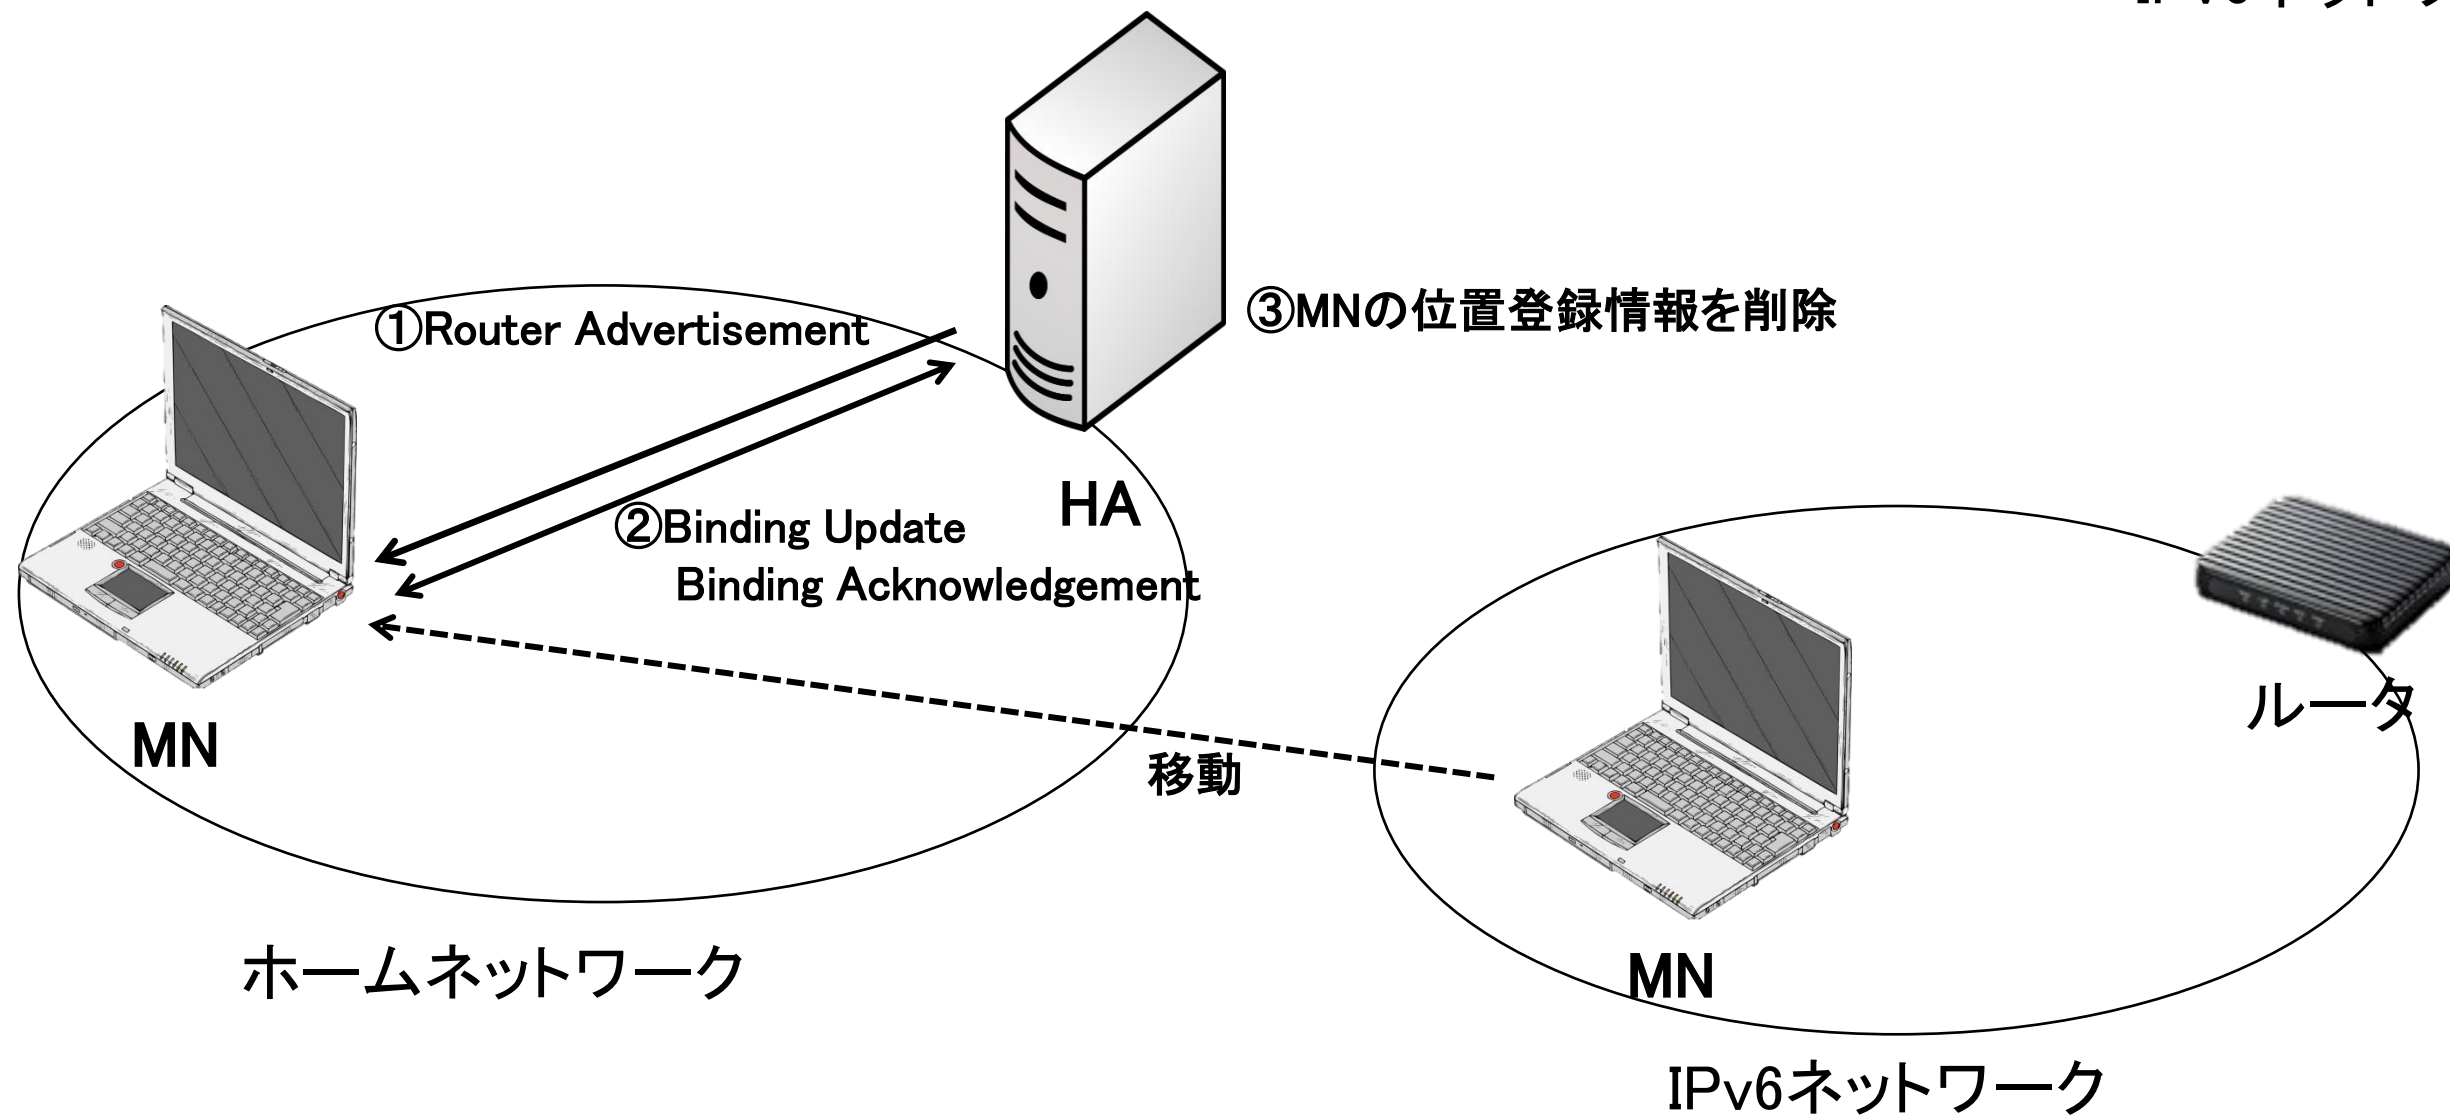 ①Router Advertisement
③MNの位置登録情報を削除
HA
②Binding Update
Binding Acknowledgement
MN
移動
ルータ
ホームネットワーク
MN
IPv6ネットワーク